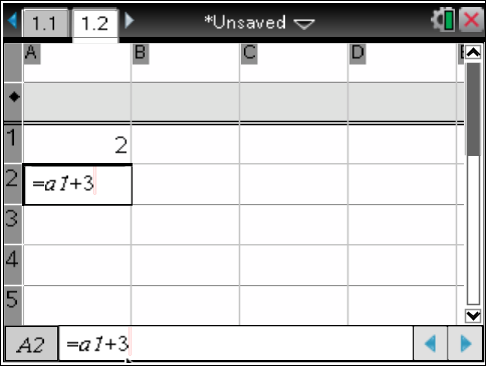 1.1 1.2 *Unsaved
A B C D
1 2
2 =a1+3
3
4
5
A2 =a1+3